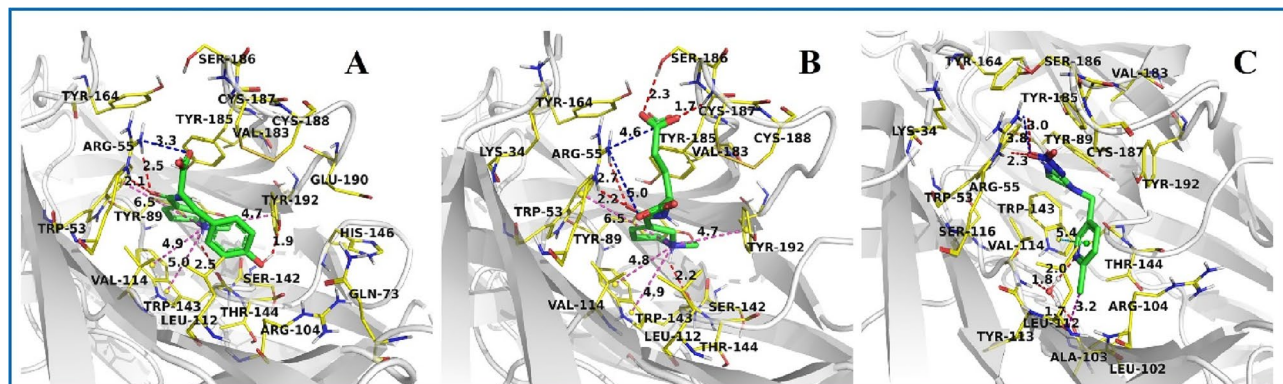 A
SER-186
TYR-164
CYS-187
TYR-185
CYS-188
VAL-183
ARG-55
3.3
2.5
GLU-190
2.1
6.5
TYR-192
TYR-89
4.7
TRP-53
1.9
HIS-146
4.9
5.0
2.5
SER-142
VAL-114
GLN-73
TRP-143
THR-144
LEU-112
ARG-104
B
SER-186
2.3
1.7
TYR-164
CYS-187
4.6
TYR-185
CYS-188
ARG-55
VAL-183
LYS-34
2.7
5.0
TRP-53
2.2
6.5
4.7
TYR-89
TYR-192
4.8
2.2
VAL-114
4.9
SER-142
TRP-143
LEU-112
THR-144
C
TYR-164
SER-186
VAL-183
TYR-185
LYS-34
3.0
3.8
TYR-89
2.3
CYS-187
TYR-192
ARG-55
TRP-53
TRP-143
SER-116
5.4
VAL-114
THR-144
2.0
1.8
ARG-104
3.2
1.7
LEU-112
TYR-113
ALA-103
LEU-102